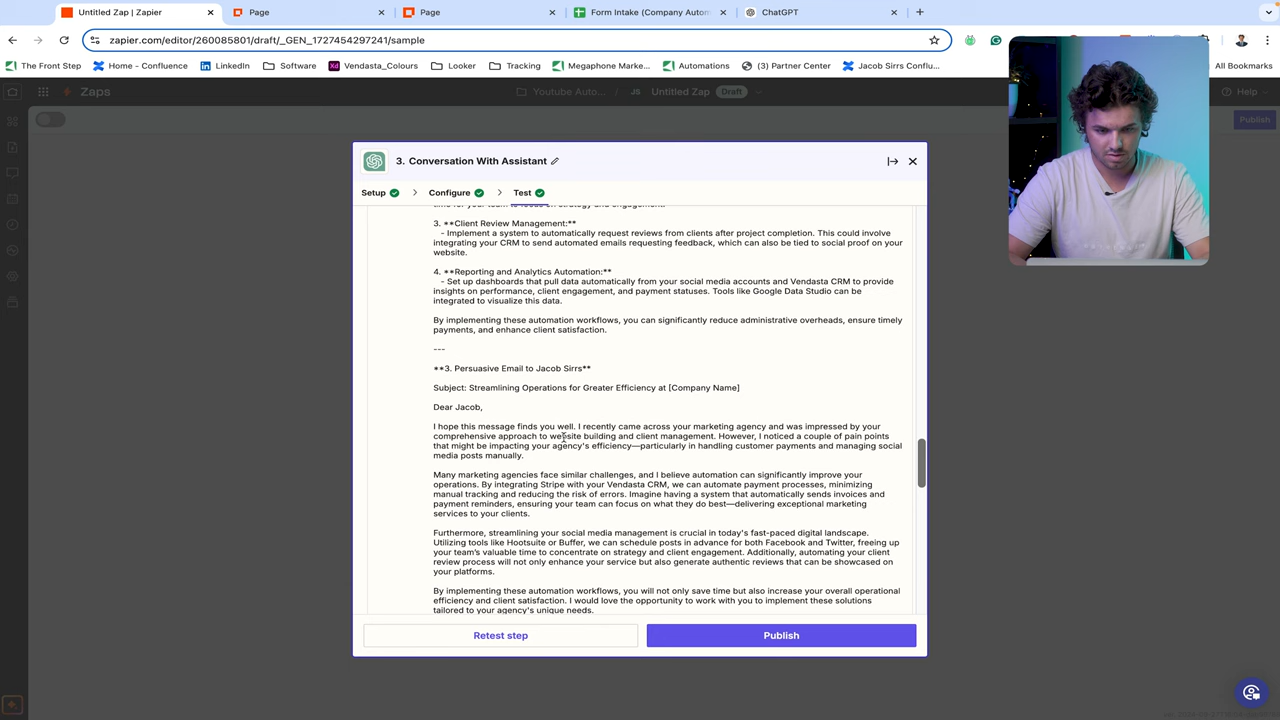 Untitled Zap | Zapier
Page
Page
Form Intake (Company Autom
ChatGPT
zapier.com/editor/260085801/draft/_GEN_1727454297241/sample
The Front Step
Home - Confluence
LinkedIn
Software
Vendasta_Colours
Looker
Tracking
Megaphone Marke...
Automations
(3) Partner Center
Jacob Sirrs Conflu...
All Bookmarks
Zaps
Youtube Auto...
/
JS
Untitled Zap
Draft
Help
Publish
3. Conversation With Assistant
Setup
Configure
Test
3. **Client Review Management:**
- Implement a system to automatically request reviews from clients after project completion. This could involve
integrating your CRM to send automated emails requesting feedback, which can also be tied to social proof on your
website.
4. **Reporting and Analytics Automation:**
- Set up dashboards that pull data automatically from your social media accounts and Vendasta CRM to provide
insights on performance, client engagement, and payment statuses. Tools like Google Data Studio can be
integrated to visualize this data.
By implementing these automation workflows, you can significantly reduce administrative overheads, ensure timely
payments, and enhance client satisfaction.
---
**3. Persuasive Email to Jacob Sirrs**
Subject: Streamlining Operations for Greater Efficiency at [Company Name]
Dear Jacob,
I hope this message finds you well. I recently came across your marketing agency and was impressed by your
comprehensive approach to website building and client management. However, I noticed a couple of pain points
that might be impacting your agency's efficiency—particularly in handling customer payments and managing social
media posts manually.
Many marketing agencies face similar challenges, and I believe automation can significantly improve your
operations. By integrating Stripe with your Vendasta CRM, we can automate payment processes, minimizing
manual tracking and reducing the risk of errors. Imagine having a system that automatically sends invoices and
payment reminders, ensuring your team can focus on what they do best—delivering exceptional marketing
services to your clients.
Furthermore, streamlining your social media management is crucial in today's fast-paced digital landscape.
Utilizing tools like Hootsuite or Buffer, we can schedule posts in advance for both Facebook and Twitter, freeing up
your team's valuable time to concentrate on strategy and client engagement. Additionally, automating your client
review process will not only enhance your service but also generate authentic reviews that can be showcased on
your platforms.
By implementing these automation workflows, you will not only save time but also increase your overall operational
efficiency and client satisfaction. I would love the opportunity to work with you to implement these solutions
tailored to your agency's unique needs.
Retest step
Publish